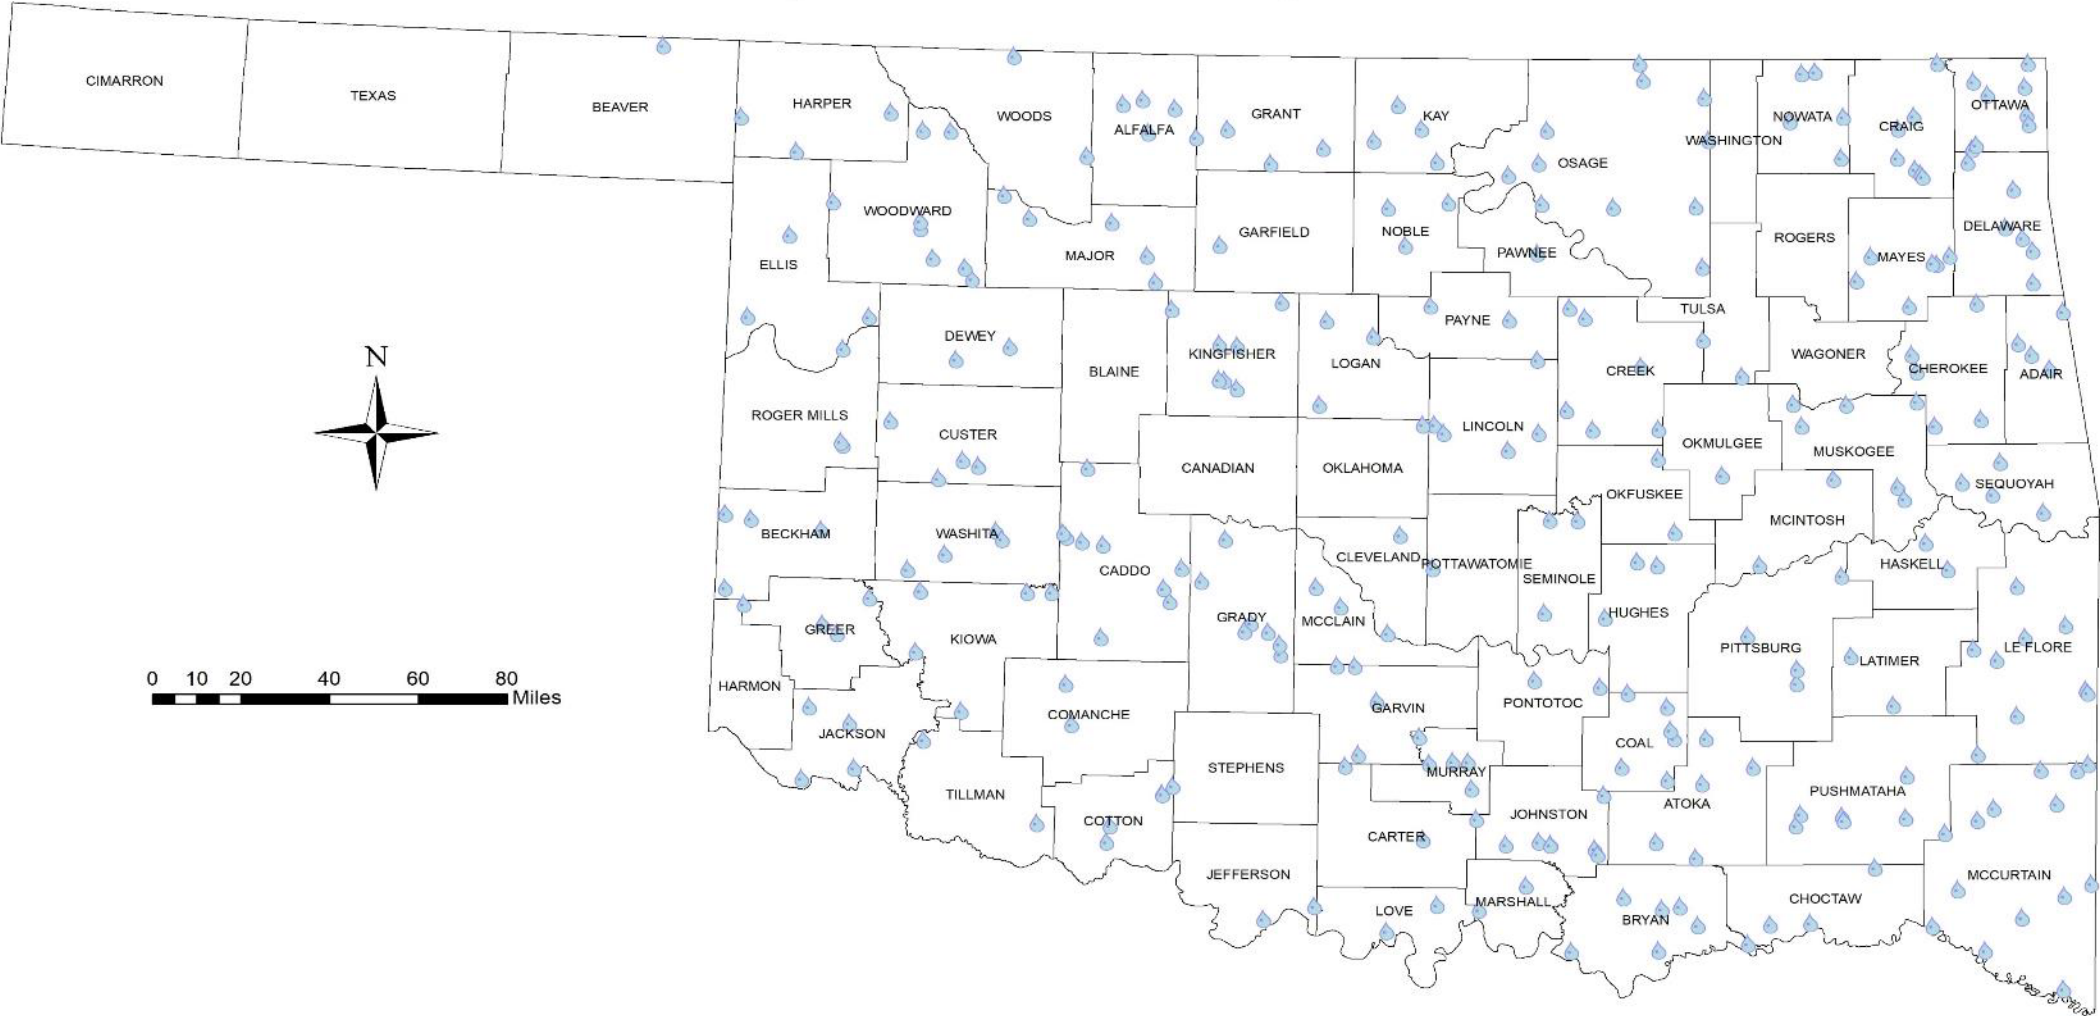 CIMARRON
TEXAS
BEAVER
HARPER
WOODS
ALFALFA
GRANT
KAY
OSAGE
WASHINGTON
NOWATA
CRAIG
OTTAWA
ELLIS
WOODWARD
MAJOR
GARFIELD
NOBLE
PAWNEE
ROGERS
MAYES
DELAWARE
DEWEY
BLAINE
KINGFISHER
LOGAN
PAYNE
CREEK
TULSA
WAGONER
CHEROKEE
ADAIR
N
ROGER MILLS
CUSTER
CANADIAN
OKLAHOMA
LINCOLN
OKMULGEE
MUSKOGEE
SEQUOYAH
BECKHAM
WASHITA
CADDO
GRADY
CLEVELAND
POTTAWATOMIE
SEMINOLE
OKFUSKEE
MCINTOSH
HASKELL
GREER
KIOWA
MCCLAIN
HUGHES
PITTSBURG
LATIMER
LE FLORE
0 10 20 40 60 80
Miles
HARMON
JACKSON
COMANCHE
GARVIN
PONTOTOC
COAL
TILLMAN
COTTON
STEPHENS
MURRAY
JOHNSTON
ATOKA
PUSHMATAHA
CARTER
JEFFERSON
LOVE
MARSHALL
BRYAN
CHOCTAW
MCCURTAIN